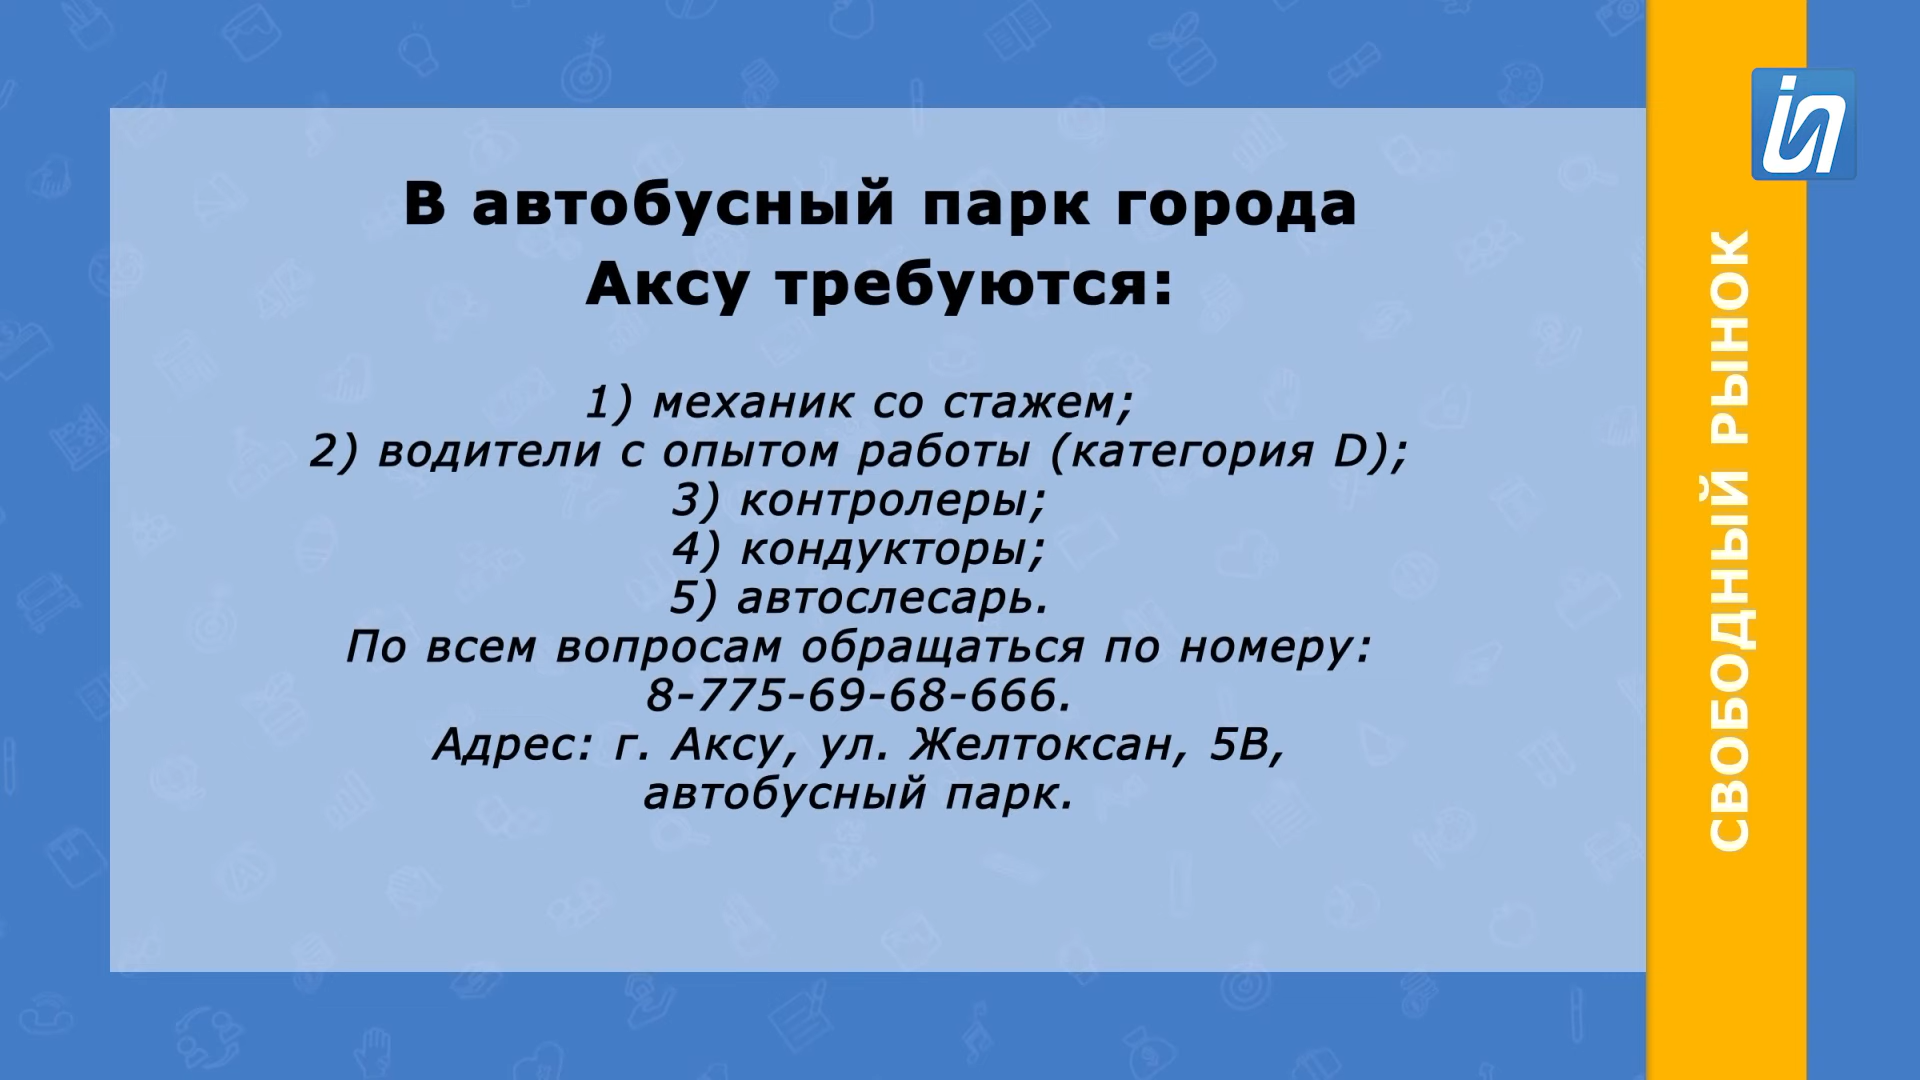 В автобусный парк города
Аксу требуются:
1) механик со стажем;
2) водители с опытом работы (категория D);
3) контролеры;
4) кондукторы;
5) автослесарь.
По всем вопросам обращаться по номеру:
8-775-69-68-666.
Адрес: г. Аксу, ул. Желтоксан, 5В,
автобусный парк.
СВОБОДНЫЙ РЫНОК